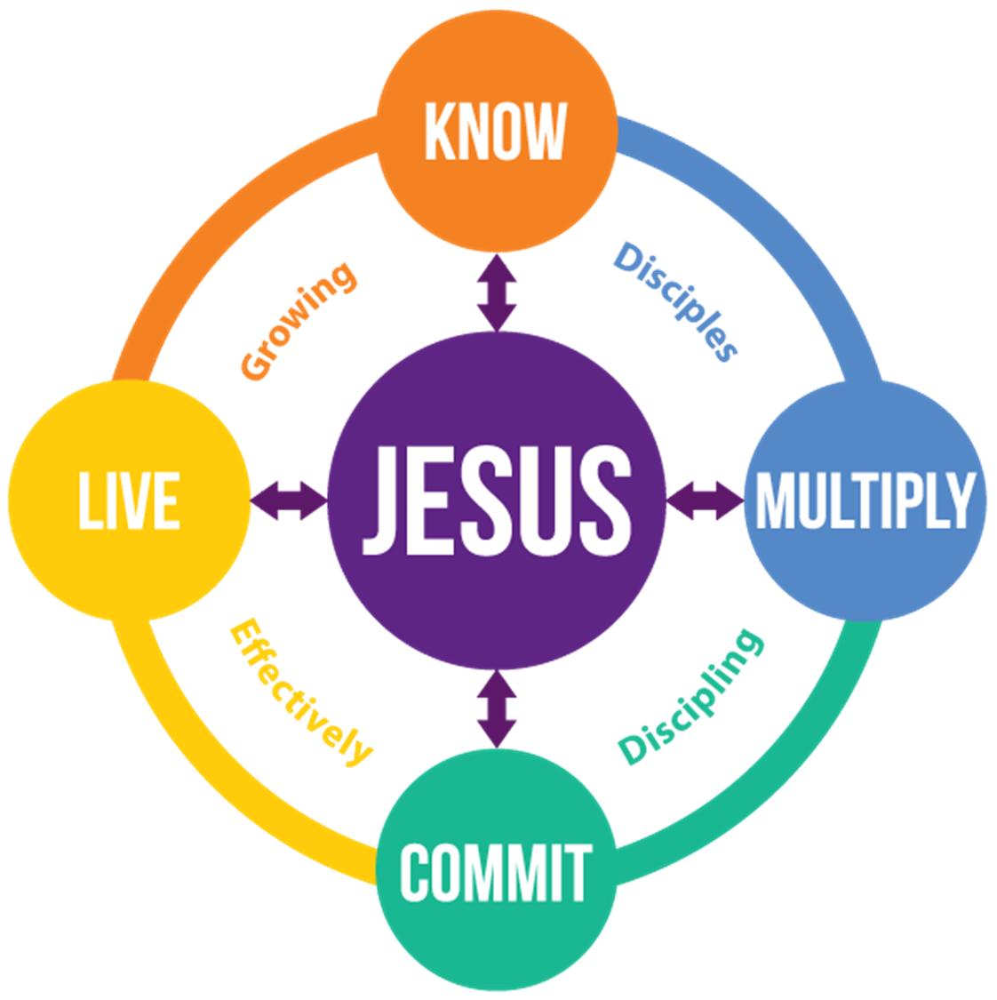 KNOW
Growing
Disciples
LIVE
JESUS
MULTIPLY
Effectively
Discipling
COMMIT